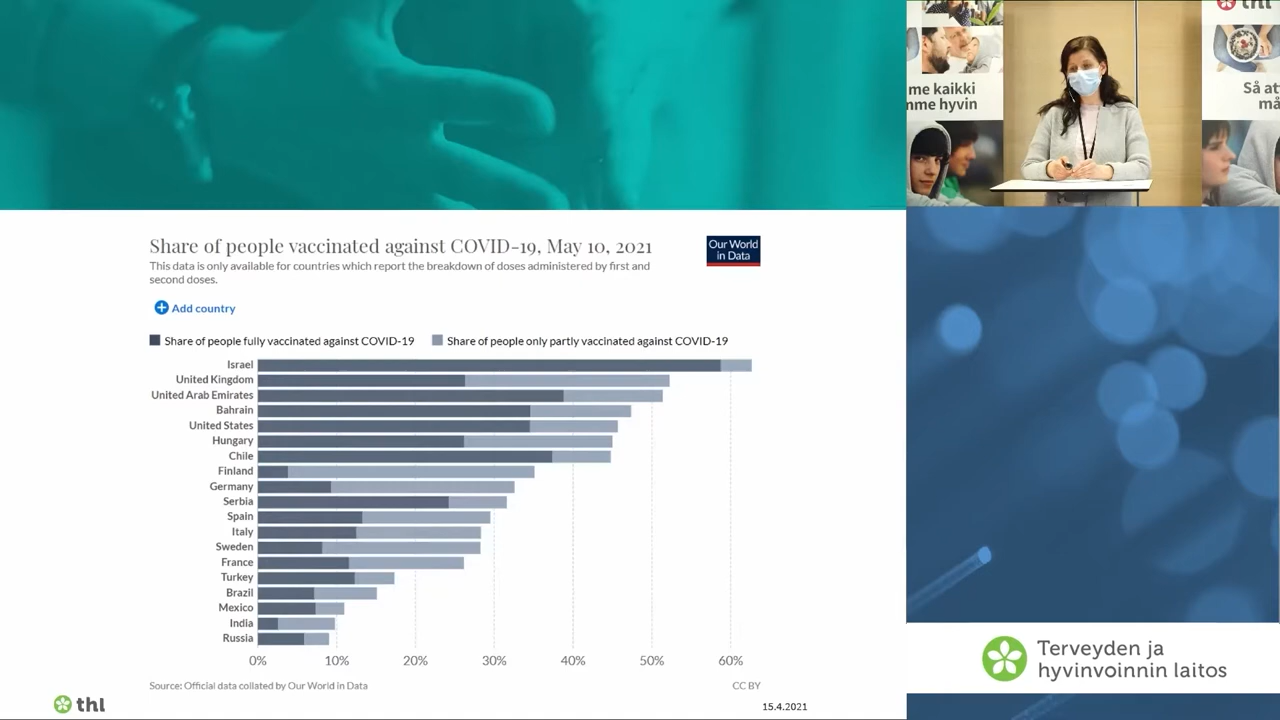 thl
me kaikki
mme hyvin
Så at
må
Share of people vaccinated against COVID-19, May 10, 2021
Our World
in Data
This data is only available for countries which report the breakdown of doses administered by first and
second doses.
Add country
Share of people fully vaccinated against COVID-19 Share of people only partly vaccinated against COVID-19
Israel
United Kingdom
United Arab Emirates
Bahrain
United States
Hungary
Chile
Finland
Germany
Serbia
Spain
Italy
Sweden
France
Turkey
Brazil
Mexico
India
Russia
0% 10% 20% 30% 40% 50% 60%
Source: Official data collated by Our World in Data CC BY
thl
15.4.2021
Terveyden ja
hyvinvoinnin laitos